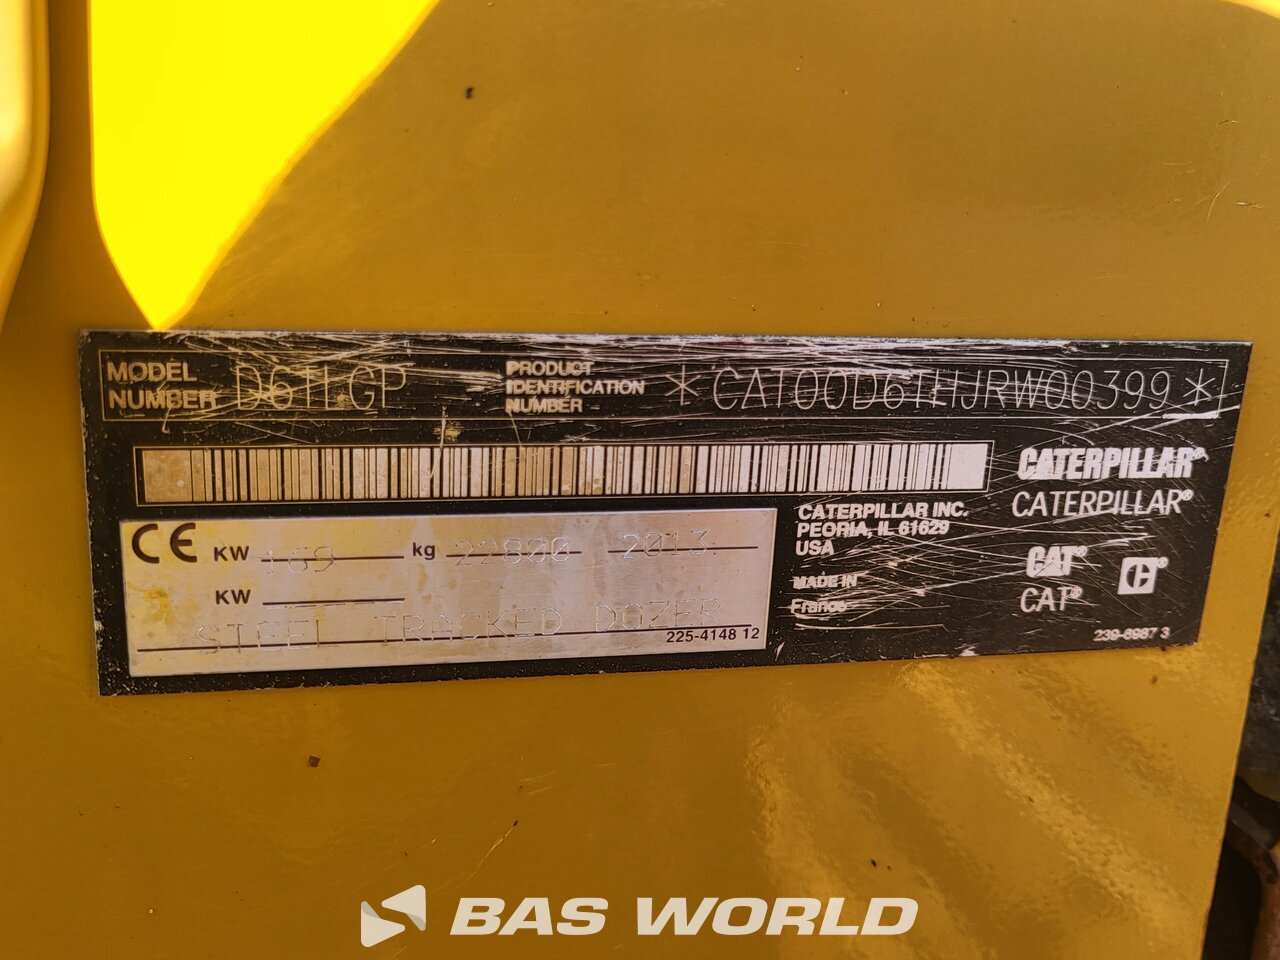 MODEL NUMBER D6TLGP
PRODUCT IDENTIFICATION NUMBER *CAT00D6THJRW00399*
CATERPILLAR®
CATERPILLAR®
CATERPILLAR INC.
PEORIA, IL 61629
USA
CE KW 169 kg 22800 2013
KW
STEEL TRACKED DOZER
225-4148 12
MADE IN
France
CAT®
CAT®
239-6987 3
BAS WORLD